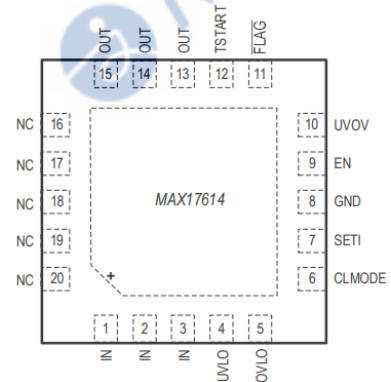 OUT OUT OUT TSTART FLAG
15 14 13 12 11
NC 16 10 UVOV
NC 17 9 EN
MAX17614
NC 18 8 GND
NC 19 7 SETI
NC 20 6 CLMODE
+
1 2 3 4 5
IN IN IN UVLO OVLO